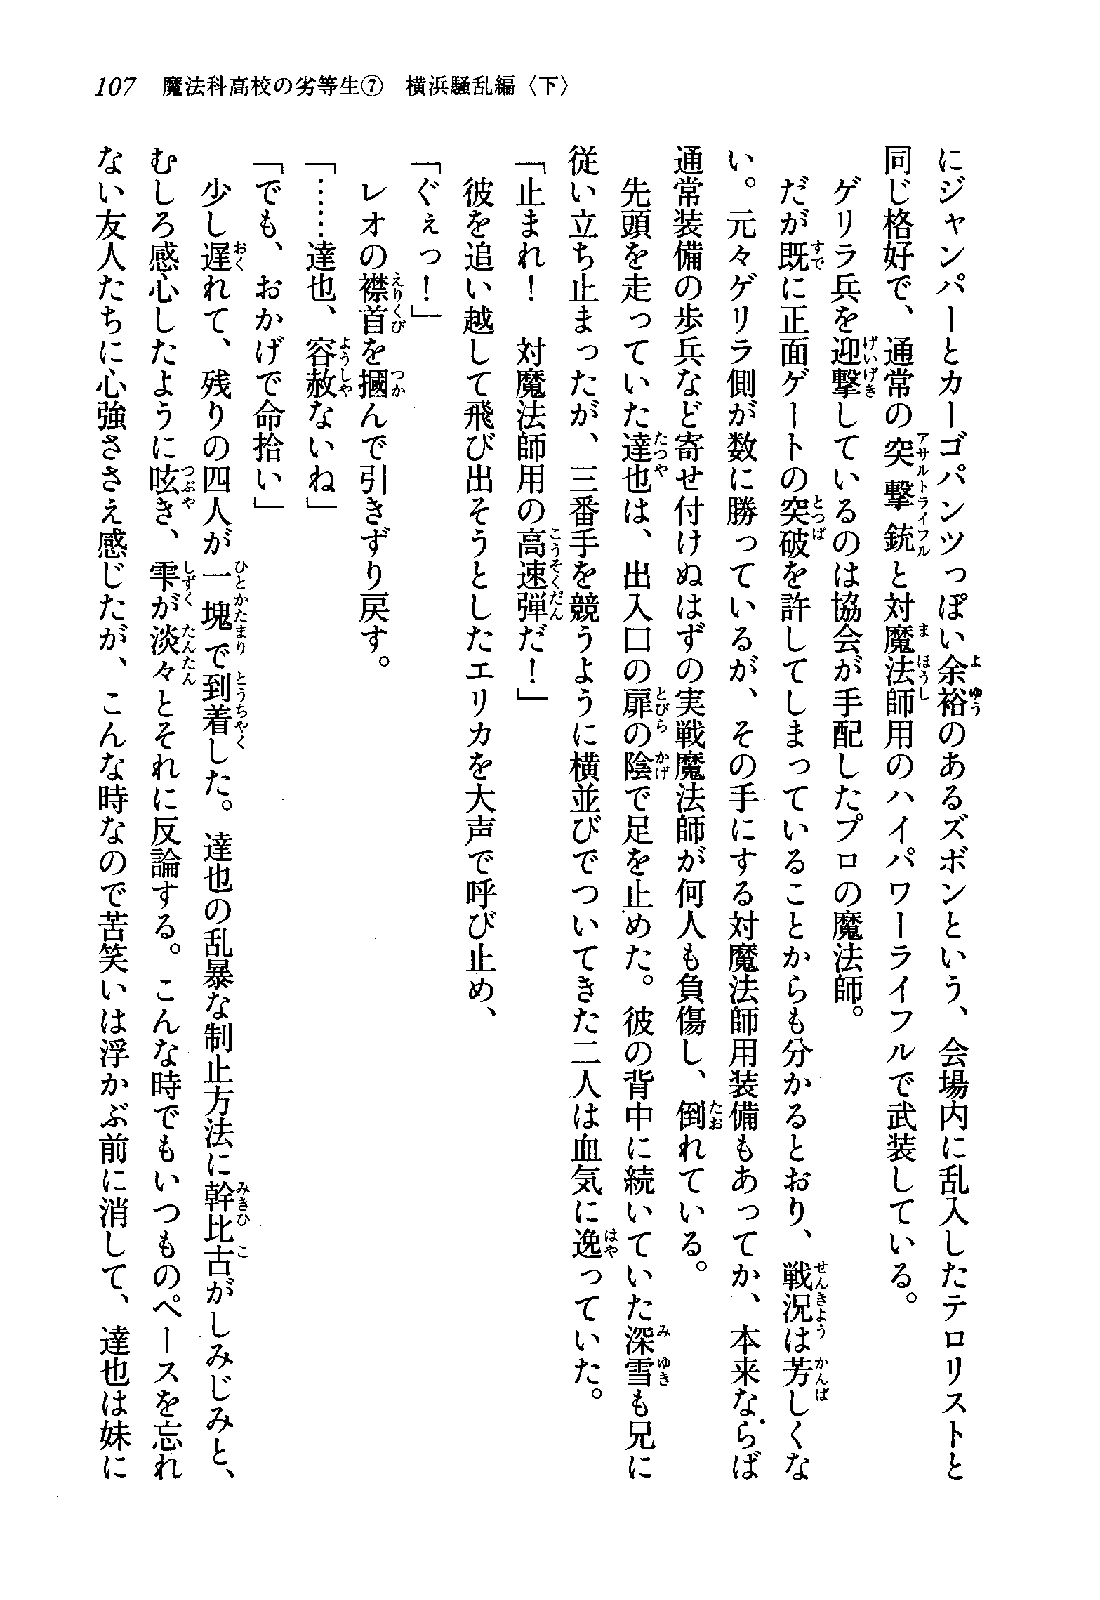 107　魔法科高校の劣等生⑦　横浜騒乱編〈下〉
にジャンパーとカーゴパンツっぽい余裕のあるズボンという、会場内に乱入したテロリストと
同じ格好で、通常の突撃銃と対魔法師用のハイパワーライフルで武装している。
　ゲリラ兵を迎撃しているのは協会が手配したプロの魔法師。
　だが既に正面ゲートの突破を許してしまっていることからも分かるとおり、戦況は芳しくな
い。元々ゲリラ側が数に勝っているが、その手にする対魔法師用装備もあってか、本来ならば
通常装備の歩兵など寄せ付けぬはずの実戦魔法師が何人も負傷し、倒れている。
　先頭を走っていた達也は、出入口の扉の陰で足を止めた。彼の背中に続いていた深雪も兄に
従い立ち止まったが、三番手を競うように横並びでついてきた二人は血気に逸っていた。
「止まれ！　対魔法師用の高速弾だ！」
　彼を追い越して飛び出そうとしたエリカを大声で呼び止め、
「ぐぇっ！」
　レオの襟首を摑んで引きずり戻す。
「……達也、容赦ないね」
「でも、おかげで命拾い」
　少し遅れて、残りの四人が一塊で到着した。達也の乱暴な制止方法に幹比古がしみじみと、
むしろ感心したように呟き、雫が淡々とそれに反論する。こんな時でもいつものペースを忘れ
ない友人たちに心強ささえ感じたが、こんな時なので苦笑いは浮かぶ前に消して、達也は妹に